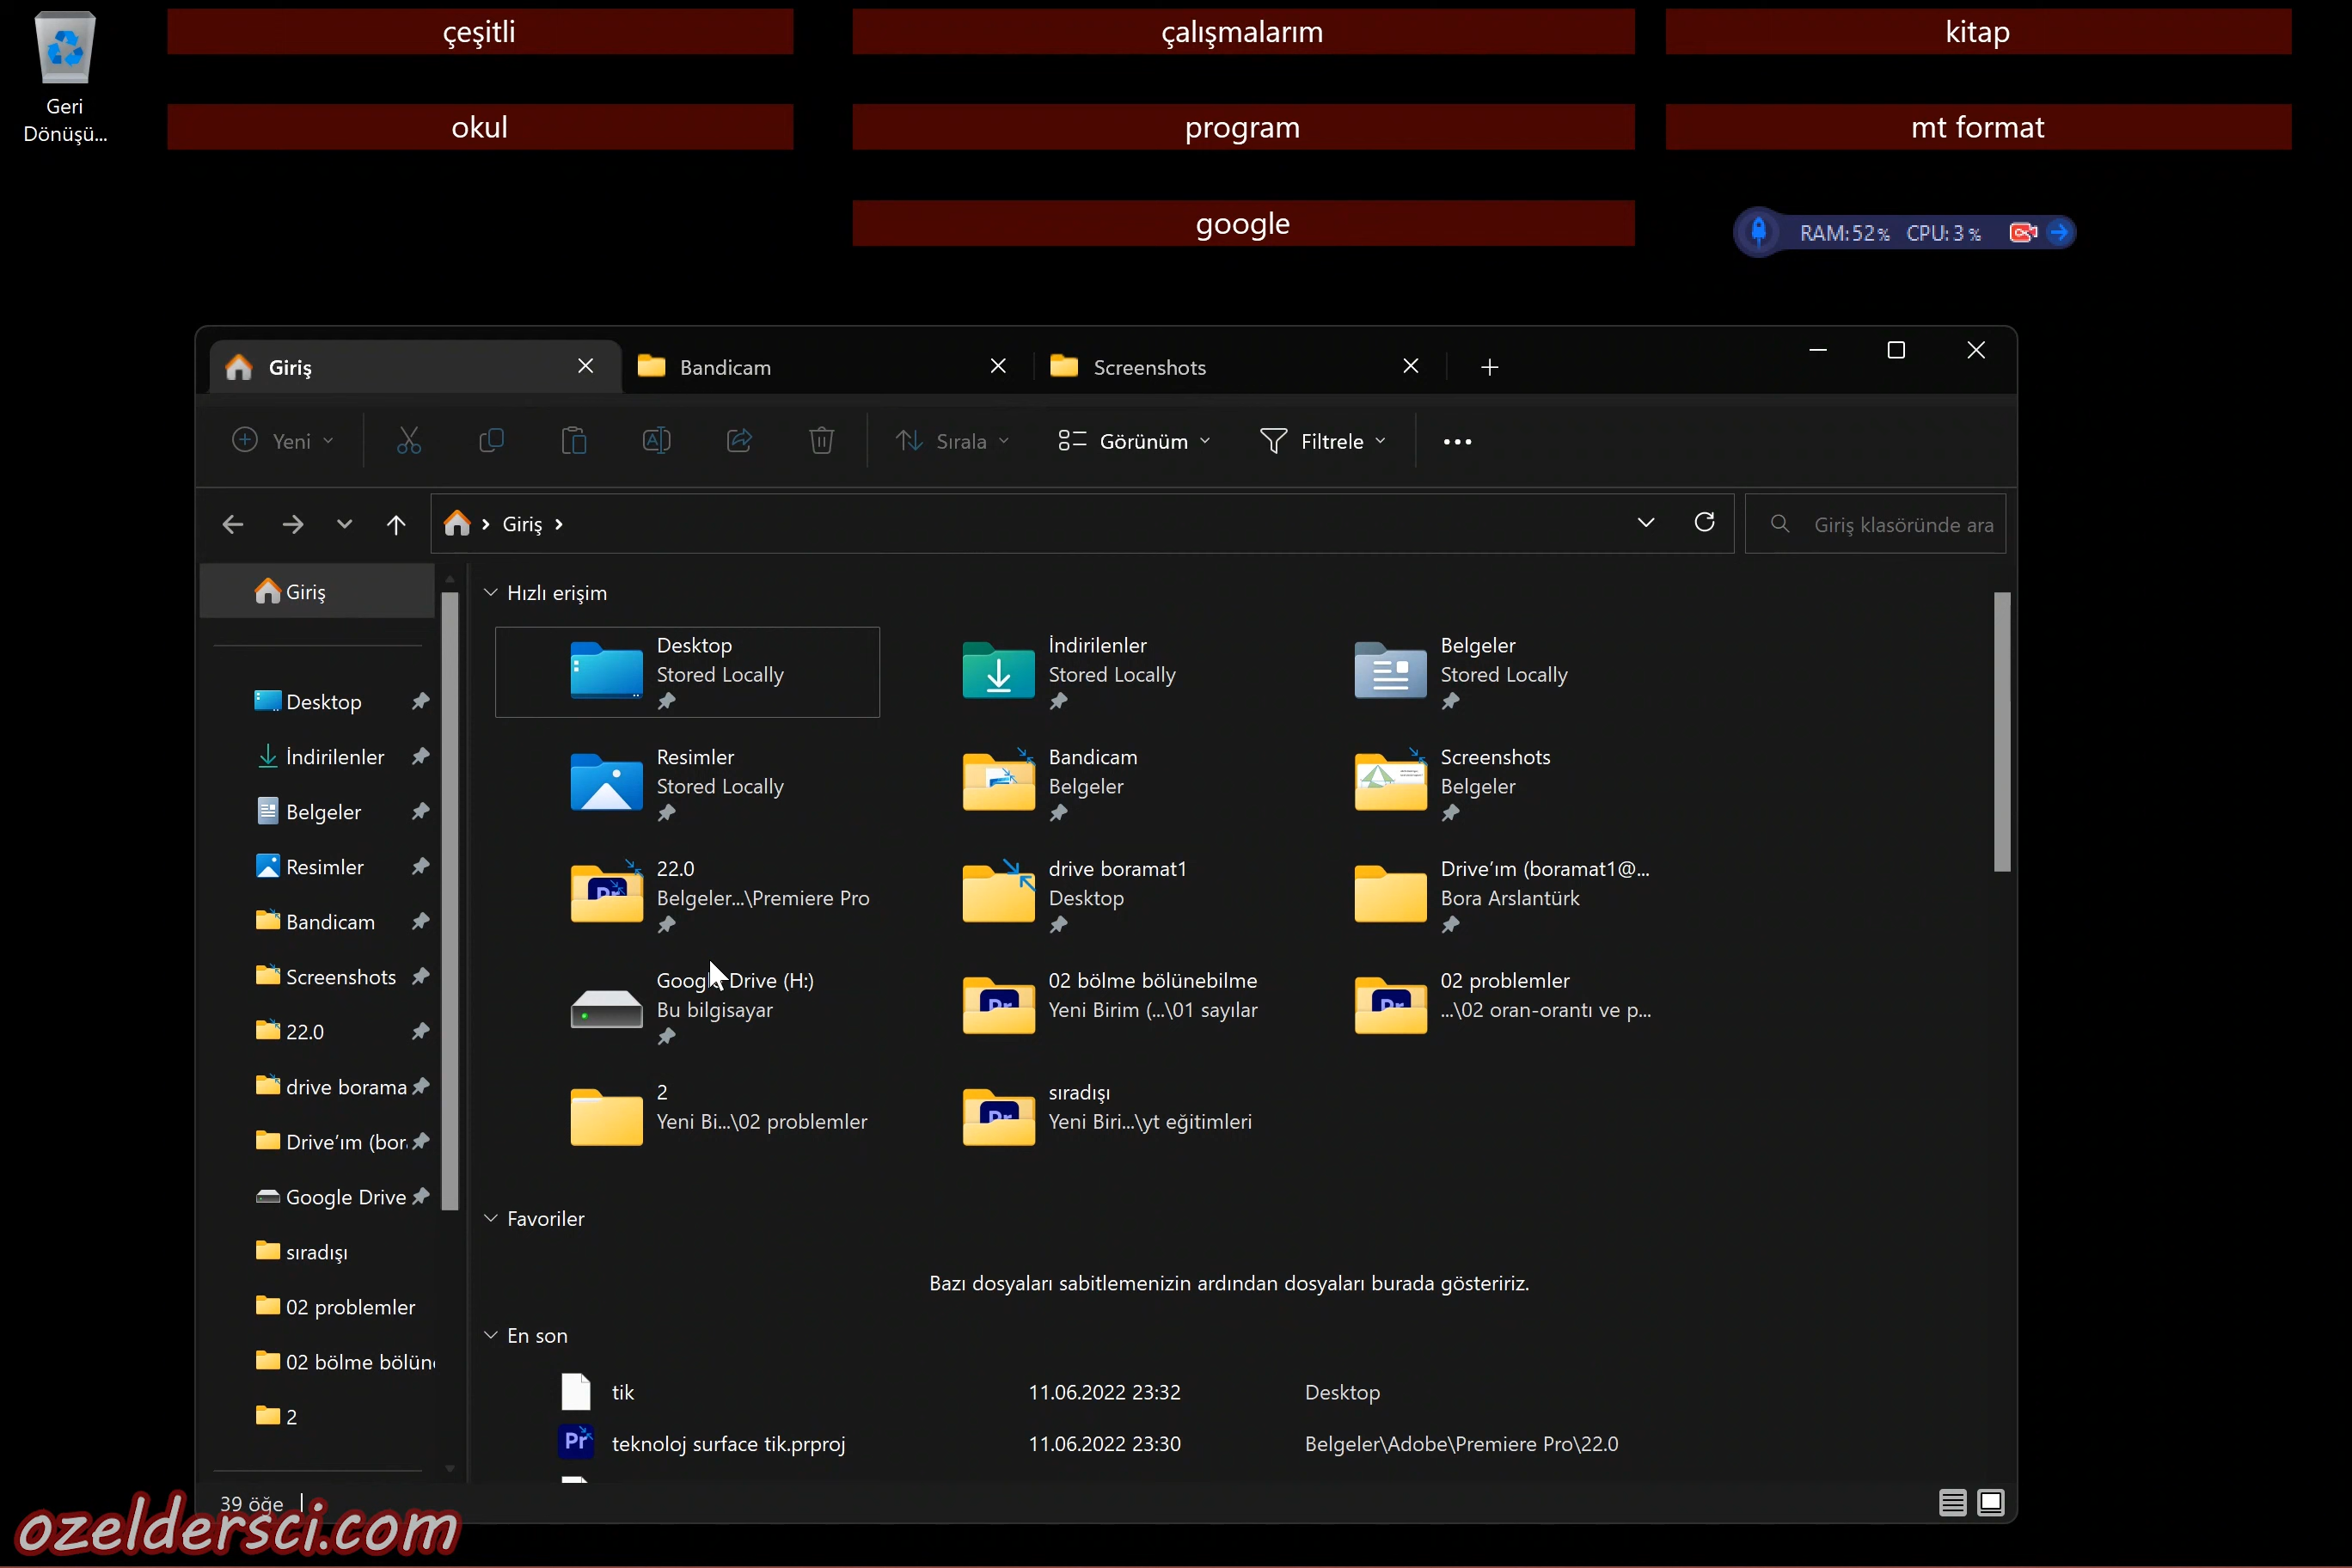 Geri
Dönüşü...
çeşitli
çalışmalarım
kitap
okul
program
mt format
google
RAM:52% CPU:3%
Giriş
Bandicam
Screenshots
Yeni
Sırala
Görünüm
Filtrele
Giriş
Giriş klasöründe ara
Giriş
Desktop
İndirilenler
Belgeler
Resimler
Bandicam
Screenshots
22.0
drive borama
Drive'ım (bor
Google Drive
sıradışı
02 problemler
02 bölme bölün
2
Hızlı erişim
Desktop
Stored Locally
İndirilenler
Stored Locally
Belgeler
Stored Locally
Resimler
Stored Locally
Bandicam
Belgeler
Screenshots
Belgeler
22.0
Belgeler...\Premiere Pro
drive boramat1
Desktop
Drive'ım (boramat1@...
Bora Arslantürk
Google Drive (H:)
Bu bilgisayar
02 bölme bölünebilme
Yeni Birim (...\01 sayılar
02 problemler
...\02 oran-orantı ve p...
2
Yeni Bi...\02 problemler
sıradışı
Yeni Biri...\yt eğitimleri
Favoriler
Bazı dosyaları sabitlemenizin ardından dosyaları burada gösteririz.
En son
tik 11.06.2022 23:32 Desktop
teknoloj surface tik.prproj 11.06.2022 23:30 Belgeler\Adobe\Premiere Pro\22.0
39 öğe
ozeldersci.com